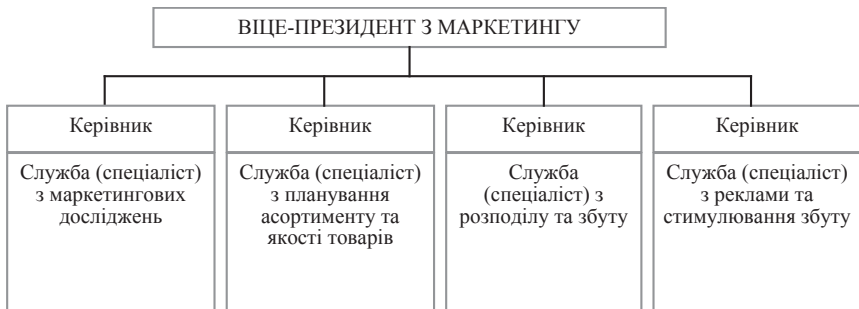 ВІЦЕ-ПРЕЗИДЕНТ З МАРКЕТИНГУ
Керівник
Служба (спеціаліст)
з маркетингових
досліджень
Керівник
Служба (спеціаліст)
з планування
асортименту та
якості товарів
Керівник
Служба
(спеціаліст) з
розподілу та збуту
Керівник
Служба (спеціаліст)
з реклами та
стимулювання збуту